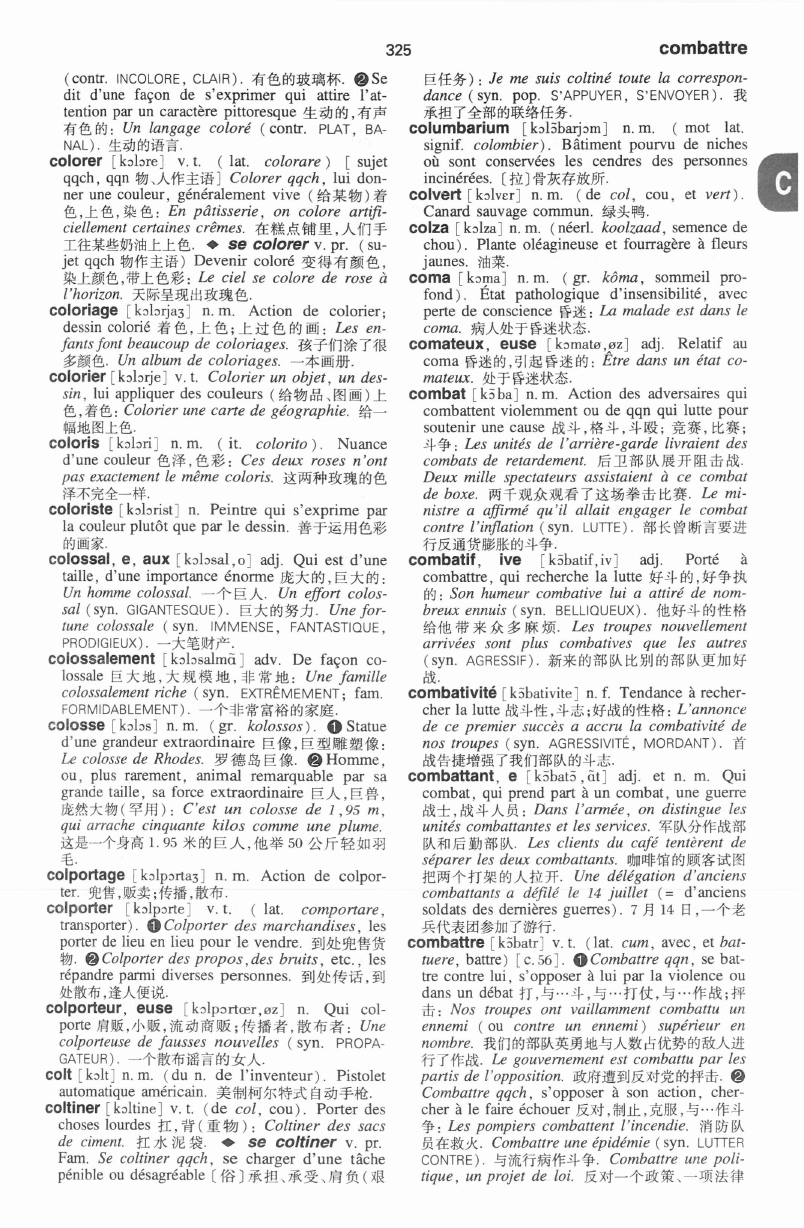 325
combattre
(contr. INCOLORE, CLAIR). 有色的玻璃杯. ❷ Se
dit d'une façon de s'exprimer qui attire l'at-
tention par un caractère pittoresque 生动的,有声
有色的: Un langage coloré (contr. PLAT, BA-
NAL). 生动的语言.
colorer [kɔlɔre] v. t. (lat. colorare) [sujet
qqch, qqn 物、人作主语] Colorer qqch, lui don-
ner une couleur, généralement vive (给某物)着
色,上色,染色: En pâtisserie, on colore artifi-
ciellement certaines crêmes. 在糕点铺里,人们手
工往某些奶油上上色. ◆ se colorer v. pr. (su-
jet qqch 物作主语) Devenir coloré 变得有颜色,
染上颜色,带上色彩: Le ciel se colore de rose à
l'horizon. 天际呈现出玫瑰色.
coloriage [kɔlɔrjaʒ] n. m. Action de colorier;
dessin colorié 着色,上色;上过色的画: Les en-
fants font beaucoup de coloriages. 孩子们涂了很
多颜色. Un album de coloriages. 一本画册.
colorier [kɔlɔrje] v. t. Colorier un objet, un des-
sin, lui appliquer des couleurs (给物品、图画)上
色,着色: Colorier une carte de géographie. 给一
幅地图上色.
coloris [kɔlɔri] n. m. (it. colorito). Nuance
d'une couleur 色泽,色彩: Ces deux roses n'ont
pas exactement le même coloris. 这两种玫瑰的色
泽不完全一样.
coloriste [kɔlɔrist] n. Peintre qui s'exprime par
la couleur plutôt que par le dessin. 善于运用色彩
的画家.
colossal, e, aux [kɔlɔsal,o] adj. Qui est d'une
taille, d'une importance énorme 庞大的,巨大的:
Un homme colossal. 一个巨人. Un effort colos-
sal (syn. GIGANTESQUE). 巨大的努力. Une for-
tune colossale (syn. IMMENSE, FANTASTIQUE,
PRODIGIEUX). 一大笔财产.
colossalement [kɔlɔsalmɑ̃] adv. De façon co-
lossale 巨大地,大规模地,非常地: Une famille
colossalement riche (syn. EXTRÊMEMENT; fam.
FORMIDABLEMENT). 一个非常富裕的家庭.
colosse [kɔlɔs] n. m. (gr. kolossos). ❶ Statue
d'une grandeur extraordinaire 巨像,巨型雕塑像:
Le colosse de Rhodes. 罗德岛巨像. ❷ Homme,
ou, plus rarement, animal remarquable par sa
grande taille, sa force extraordinaire 巨人,巨兽,
庞然大物(罕用): C'est un colosse de 1,95 m,
qui arrache cinquante kilos comme une plume.
这是一个身高 1.95 米的巨人,他举 50 公斤轻如羽
毛.
colportage [kɔlpɔrtaʒ] n. m. Action de colpor-
ter. 兜售,贩卖;传播,散布.
colporter [kɔlpɔrte] v. t. (lat. comportare,
transporter). ❶ Colporter des marchandises, les
porter de lieu en lieu pour le vendre. 到处兜售货
物. ❷ Colporter des propos,des bruits, etc., les
répandre parmi diverses personnes. 到处传话,到
处散布,逢人便说.
colporteur, euse [kɔlpɔrtœr,øz] n. Qui col-
porte 肩贩,小贩,流动商贩;传播者,散布者: Une
colporteuse de fausses nouvelles (syn. PROPA-
GATEUR). 一个散布谣言的女人.
colt [kɔlt] n. m. (du n. de l'inventeur). Pistolet
automatique américain. 美制柯尔特式自动手枪.
coltiner [kɔltine] v. t. (de col, cou). Porter des
choses lourdes 扛,背(重物): Coltiner des sacs
de ciment. 扛水泥袋. ◆ se coltiner v. pr.
Fam. Se coltiner qqch, se charger d'une tâche
pénible ou désagréable [俗]承担、承受、肩负(艰
巨任务): Je me suis coltiné toute la correspon-
dance (syn. pop. S'APPUYER, S'ENVOYER). 我
承担了全部的联络任务.
columbarium [kɔlɔ̃barjɔm] n. m. (mot lat.
signif. colombier). Bâtiment pourvu de niches
où sont conservées les cendres des personnes
incinérées. [拉]骨灰存放所.
colvert [kɔlvɛr] n. m. (de col, cou, et vert).
Canard sauvage commun. 绿头鸭.
colza [kɔlza] n. m. (néerl. koolzaad, semence de
chou). Plante oléagineuse et fourragère à fleurs
jaunes. 油菜.
coma [kɔma] n. m. (gr. kôma, sommeil pro-
fond). État pathologique d'insensibilité, avec
perte de conscience 昏迷: La malade est dans le
coma. 病人处于昏迷状态.
comateux, euse [kɔmatø,øz] adj. Relatif au
coma 昏迷的,引起昏迷的: Être dans un état co-
mateux. 处于昏迷状态.
combat [kɔ̃ba] n. m. Action des adversaires qui
combattent violemment ou de qqn qui lutte pour
soutenir une cause 战斗,格斗,斗殴; 竞赛,比赛;
斗争: Les unités de l'arrière-garde livraient des
combats de retardement. 后卫部队展开阻击战.
Deux mille spectateurs assistaient à ce combat
de boxe. 两千观众观看了这场拳击比赛. Le mi-
nistre a affirmé qu'il allait engager le combat
contre l'inflation (syn. LUTTE). 部长曾断言要进
行反通货膨胀的斗争.
combatif, ive [kɔ̃batif,iv] adj. Porté à
combattre, qui recherche la lutte 好斗的,好争执
的: Son humeur combative lui a attiré de nom-
breux ennuis (syn. BELLIQUEUX). 他好斗的性格
给他带来众多麻烦. Les troupes nouvellement
arrivées sont plus combatives que les autres
(syn. AGRESSIF). 新来的部队比别的部队更加好
战.
combativité [kɔ̃bativite] n. f. Tendance à recher-
cher la lutte 战斗性,斗志;好战的性格: L'annonce
de ce premier succès a accru la combativité de
nos troupes (syn. AGRESSIVITÉ, MORDANT). 首
战告捷增强了我们部队的斗志.
combattant, e [kɔ̃batɑ̃,ɑ̃t] adj. et n. m. Qui
combat, qui prend part à un combat, une guerre
战士,战斗人员: Dans l'armée, on distingue les
unités combattantes et les services. 军队分作战部
队和后勤部队. Les clients du café tentèrent de
séparer les deux combattants. 咖啡馆的顾客试图
把两个打架的人拉开. Une délégation d'anciens
combattants a défilé le 14 juillet (= d'anciens
soldats des dernières guerres). 7 月 14 日,一个老
兵代表团参加了游行.
combattre [kɔ̃batr] v. t. (lat. cum, avec, et bat-
tuere, battre) [c. 56]. ❶ Combattre qqn, se bat-
tre contre lui, s'opposer à lui par la violence ou
dans un débat 打,与…斗,与…打仗,与…作战;抨
击: Nos troupes ont vaillamment combattu un
ennemi (ou contre un ennemi) supérieur en
nombre. 我们的部队英勇地与人数占优势的敌人进
行了作战. Le gouvernement est combattu par les
partis de l'opposition. 政府遭到反对党的抨击. ❷
Combattre qqch, s'opposer à son action, cher-
cher à le faire échouer 反对,制止,克服,与…作斗
争: Les pompiers combattent l'incendie. 消防队
员在救火. Combattre une épidémie (syn. LUTTER
CONTRE). 与流行病作斗争. Combattre une poli-
tique, un projet de loi. 反对一个政策、一项法律
C